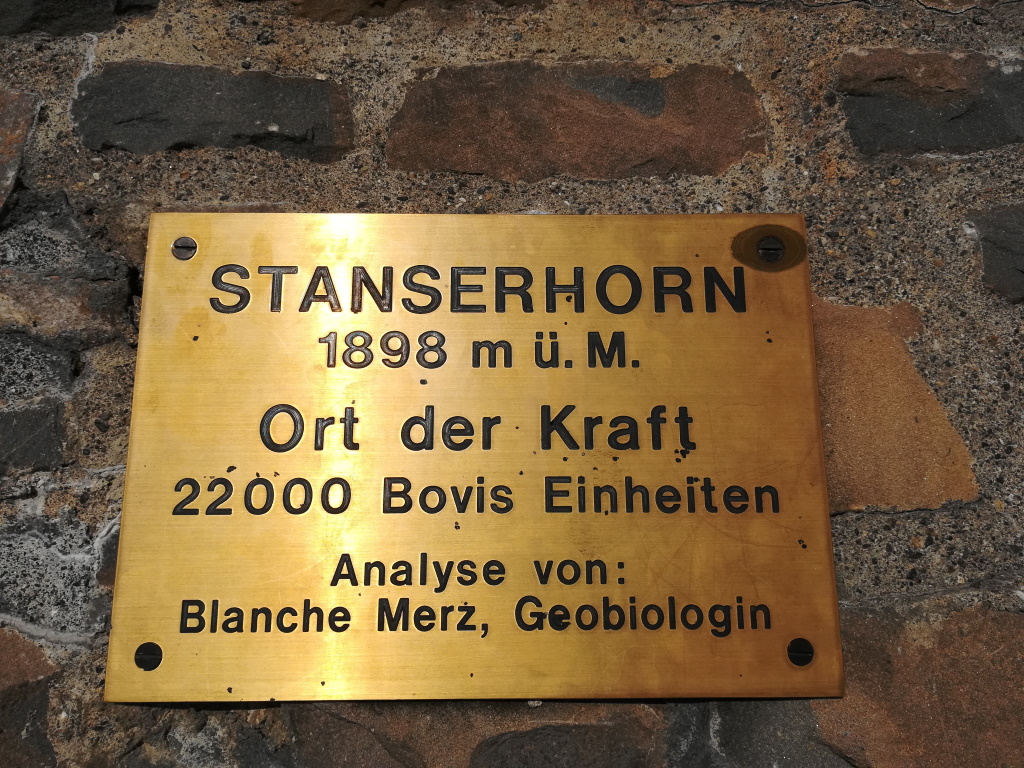 STANSERHORN
1898 m ü. M.
Ort der Kraft
22000 Bovis Einheiten
Analyse von:
Blanche Merz, Geobiologin